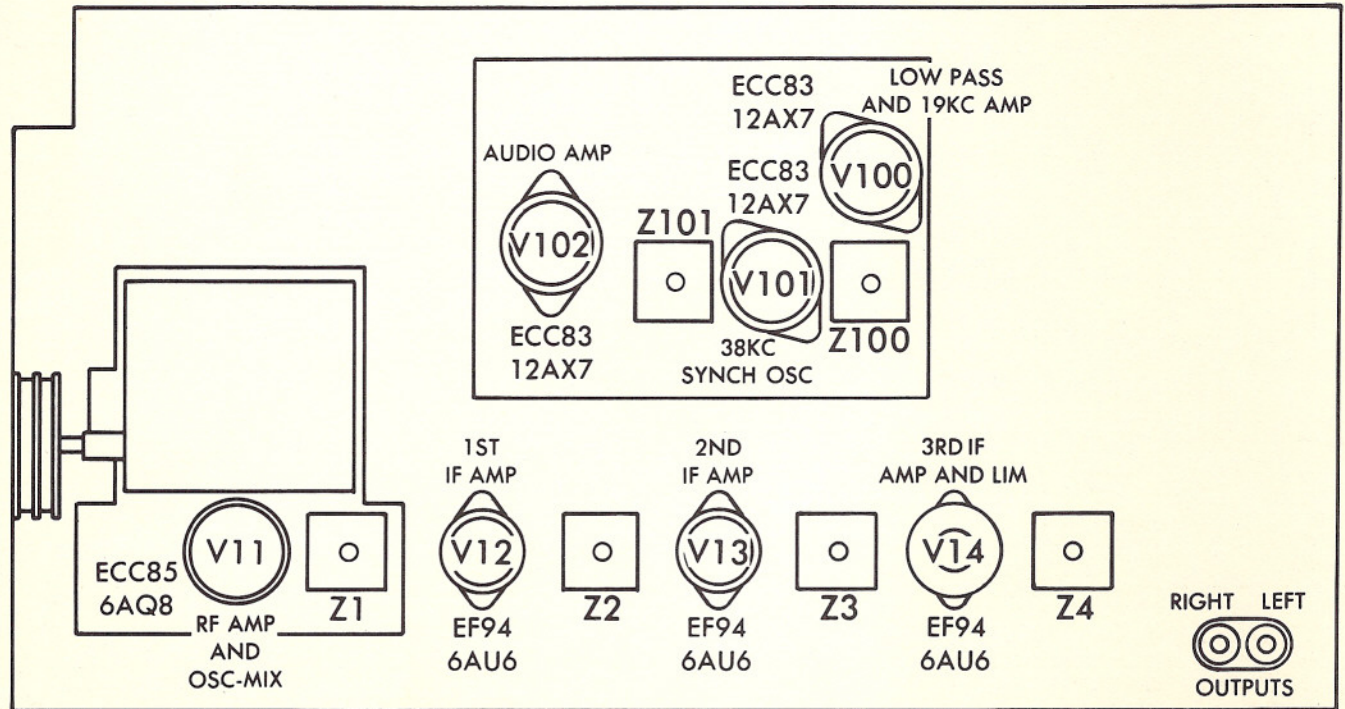 ECC83
12AX7
LOW PASS
AND 19KC AMP
V100
AUDIO AMP
V102
ECC83
12AX7
ECC83
12AX7
Z101
V101
Z100
38KC
SYNCH OSC
V11
ECC85
6AQ8
RF AMP
AND
OSC-MIX
Z1
1ST
IF AMP
V12
EF94
6AU6
Z2
2ND
IF AMP
V13
EF94
6AU6
Z3
3RD IF
AMP AND LIM
V14
EF94
6AU6
Z4
RIGHT LEFT
OUTPUTS